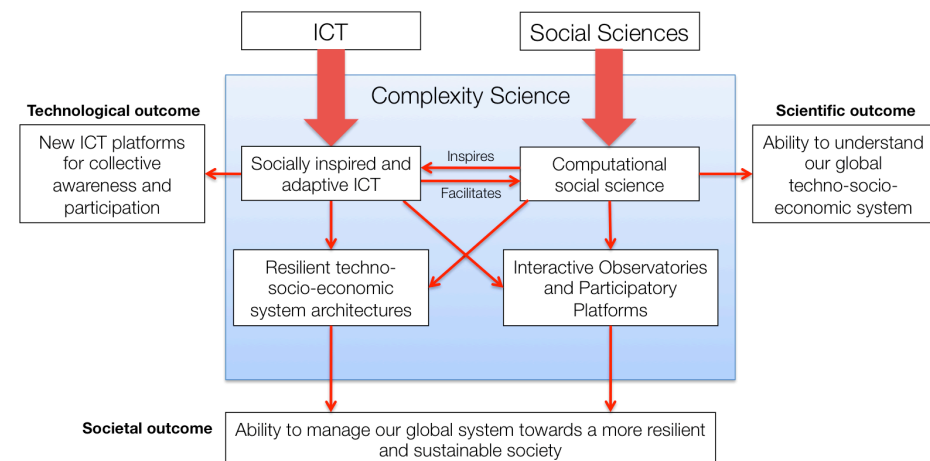 ICT
Social Sciences
Complexity Science
Technological outcome
New ICT platforms
for collective
awareness and
participation
Socially inspired and
adaptive ICT
Inspires
Facilitates
Computational
social science
Scientific outcome
Ability to understand
our global
techno-socio-
economic system
Resilient techno-
socio-economic
system architectures
Interactive Observatories
and Participatory
Platforms
Societal outcome
Ability to manage our global system towards a more resilient
and sustainable society